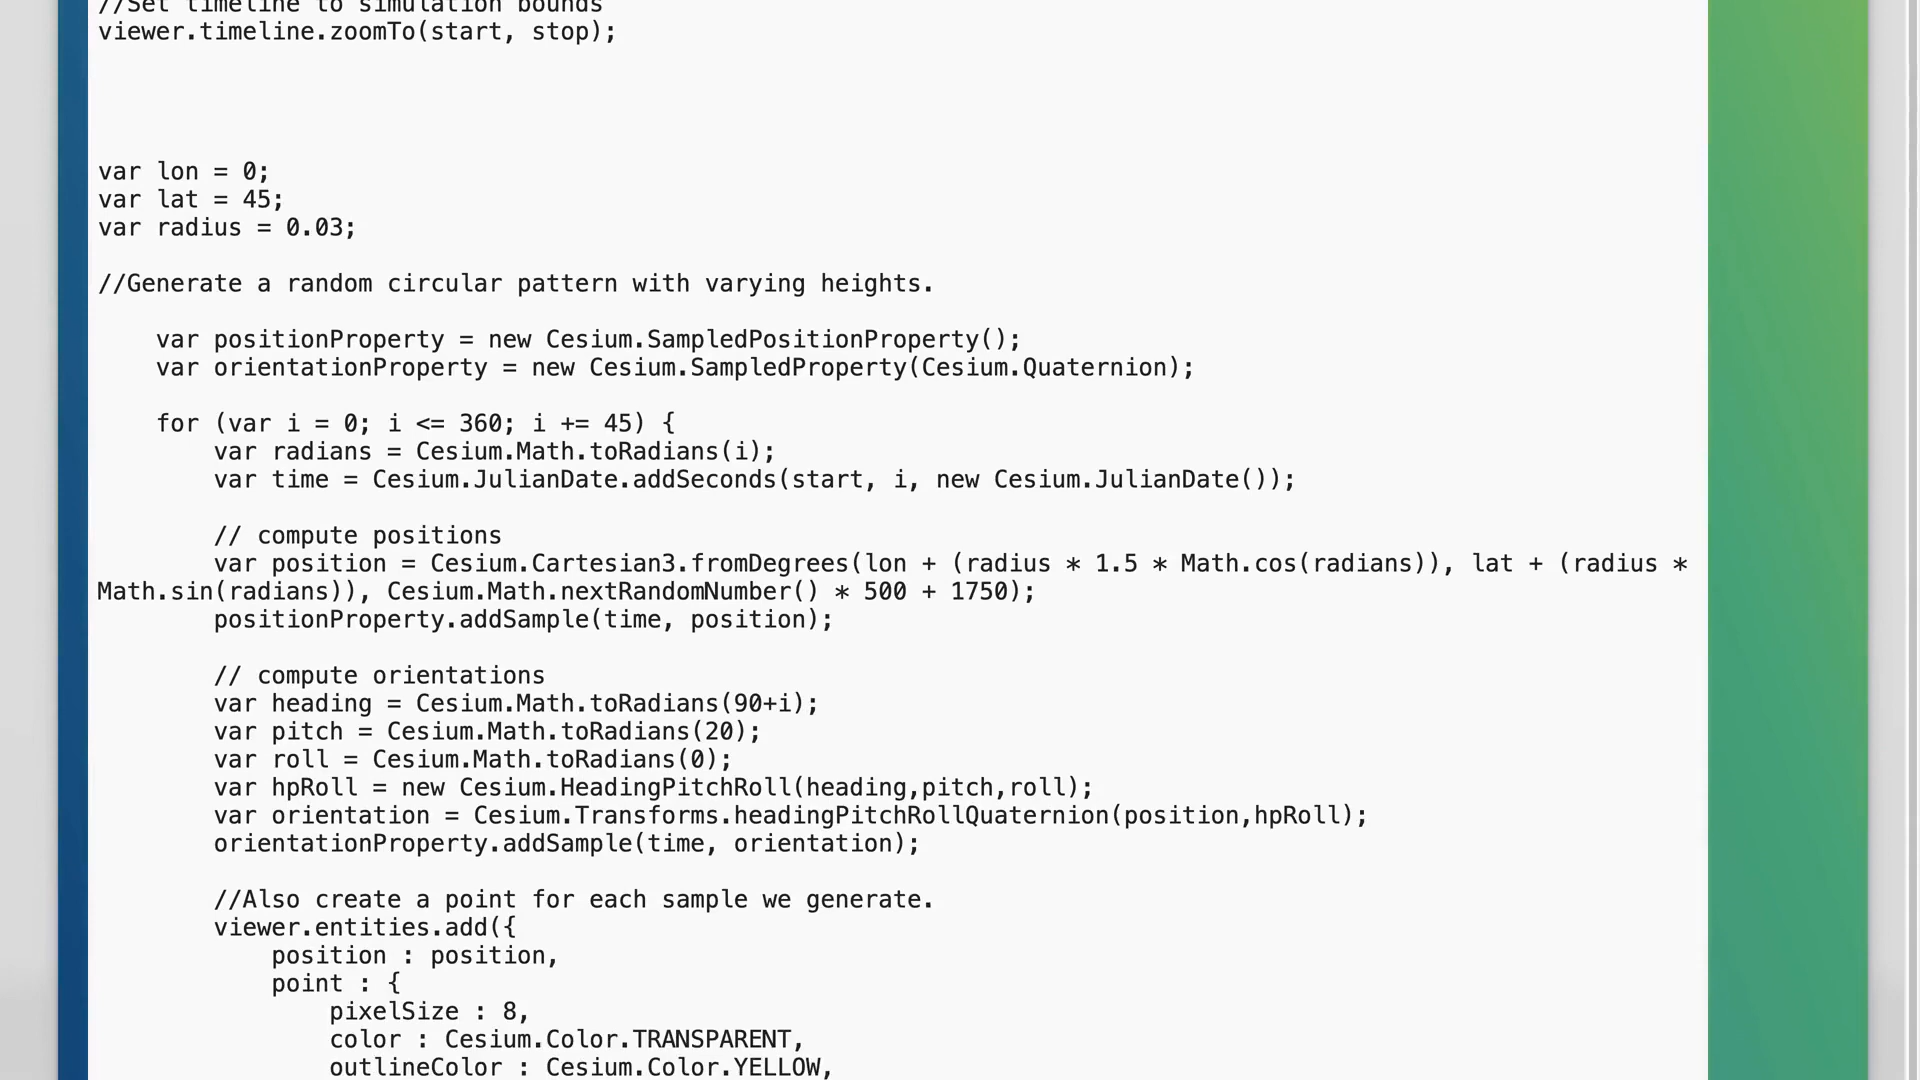 //Set timeline to simulation bounds
viewer.timeline.zoomTo(start, stop);
var lon = 0;
var lat = 45;
var radius = 0.03;
//Generate a random circular pattern with varying heights.
var positionProperty = new Cesium.SampledPositionProperty();
var orientationProperty = new Cesium.SampledProperty(Cesium.Quaternion);
for (var i = 0; i <= 360; i += 45) {
var radians = Cesium.Math.toRadians(i);
var time = Cesium.JulianDate.addSeconds(start, i, new Cesium.JulianDate());
// compute positions
var position = Cesium.Cartesian3.fromDegrees(lon + (radius * 1.5 * Math.cos(radians)), lat + (radius *
Math.sin(radians)), Cesium.Math.nextRandomNumber() * 500 + 1750);
positionProperty.addSample(time, position);
// compute orientations
var heading = Cesium.Math.toRadians(90+i);
var pitch = Cesium.Math.toRadians(20);
var roll = Cesium.Math.toRadians(0);
var hpRoll = new Cesium.HeadingPitchRoll(heading,pitch,roll);
var orientation = Cesium.Transforms.headingPitchRollQuaternion(position,hpRoll);
orientationProperty.addSample(time, orientation);
//Also create a point for each sample we generate.
viewer.entities.add({
position : position,
point : {
pixelSize : 8,
color : Cesium.Color.TRANSPARENT,
outlineColor : Cesium.Color.YELLOW,